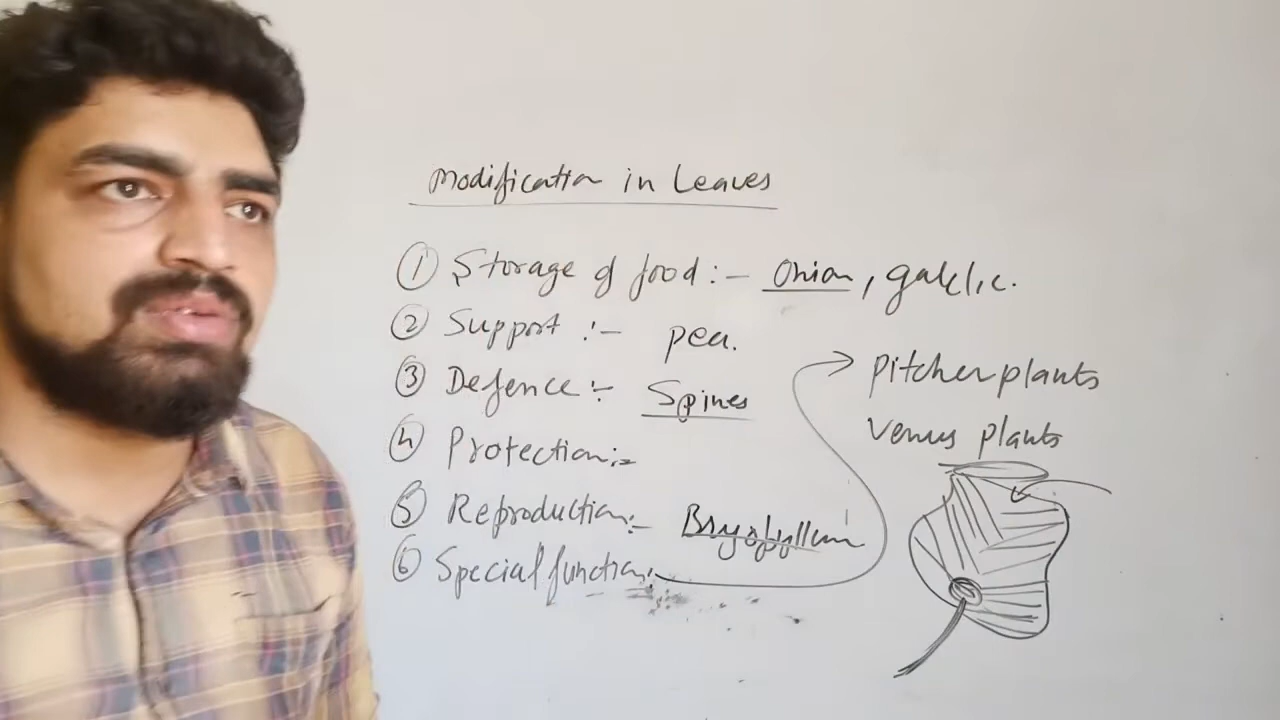 Modification in Leaves
① Storage of food :- Onion, garlic.
② Support :- pea.
③ Defence :- Spines
pitcher plants
Venus plants
④ Protection :-
⑤ Reproduction :- Bryophyllum
⑥ Special function :-